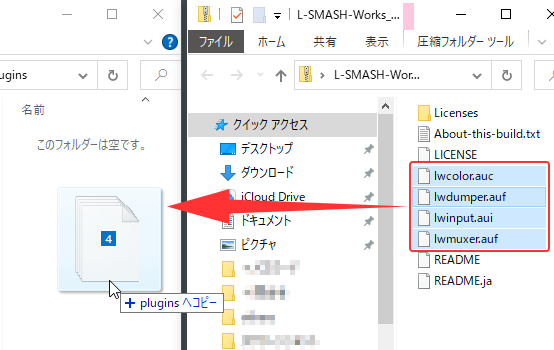 ugins
名前
このフォルダーは空です。
4
plugins へコピー
L-SMASH-Works_...
ファイル
ホーム
共有
表示
圧縮フォルダー ツール
L-SMASH-Wor...
クイック アクセス
デスクトップ
ダウンロード
iCloud Drive
ドキュメント
ピクチャ
Licenses
About-this-build.txt
LICENSE
lwcolor.auc
lwdumper.auf
lwinput.aui
lwmuxer.auf
README
README.ja